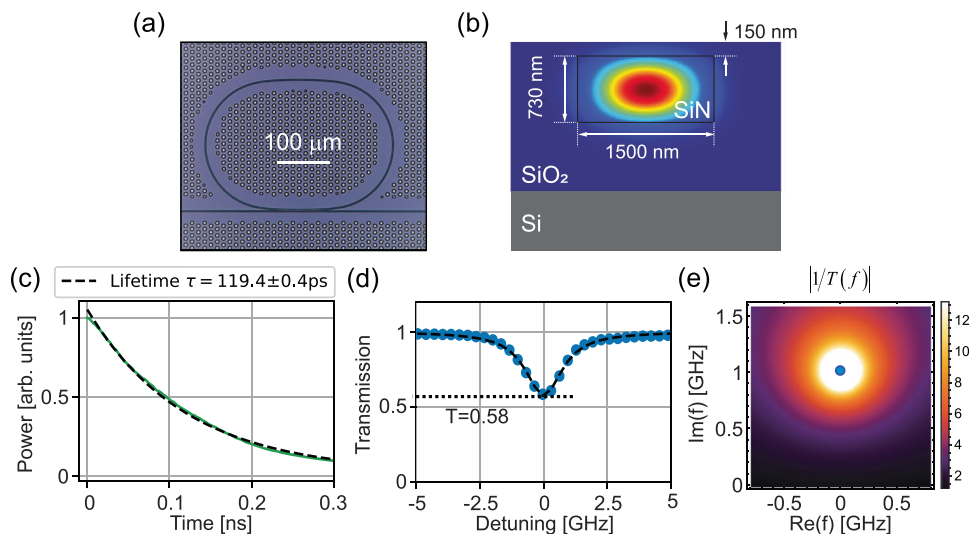 (a)
100 μm
(b)
150 nm
730 nm
SiN
1500 nm
SiO₂
Si
(c)
Lifetime τ = 119.4±0.4ps
Power [arb. units]
1
0.5
0
0
0.1
0.2
0.3
Time [ns]
(d)
Transmission
1
0.5
0
T=0.58
-5
-2.5
0
2.5
5
Detuning [GHz]
(e)
|1/T(f)|
Im(f) [GHz]
1.5
1
0.5
0
-0.5
0
0.5
Re(f) [GHz]
12
10
8
6
4
2